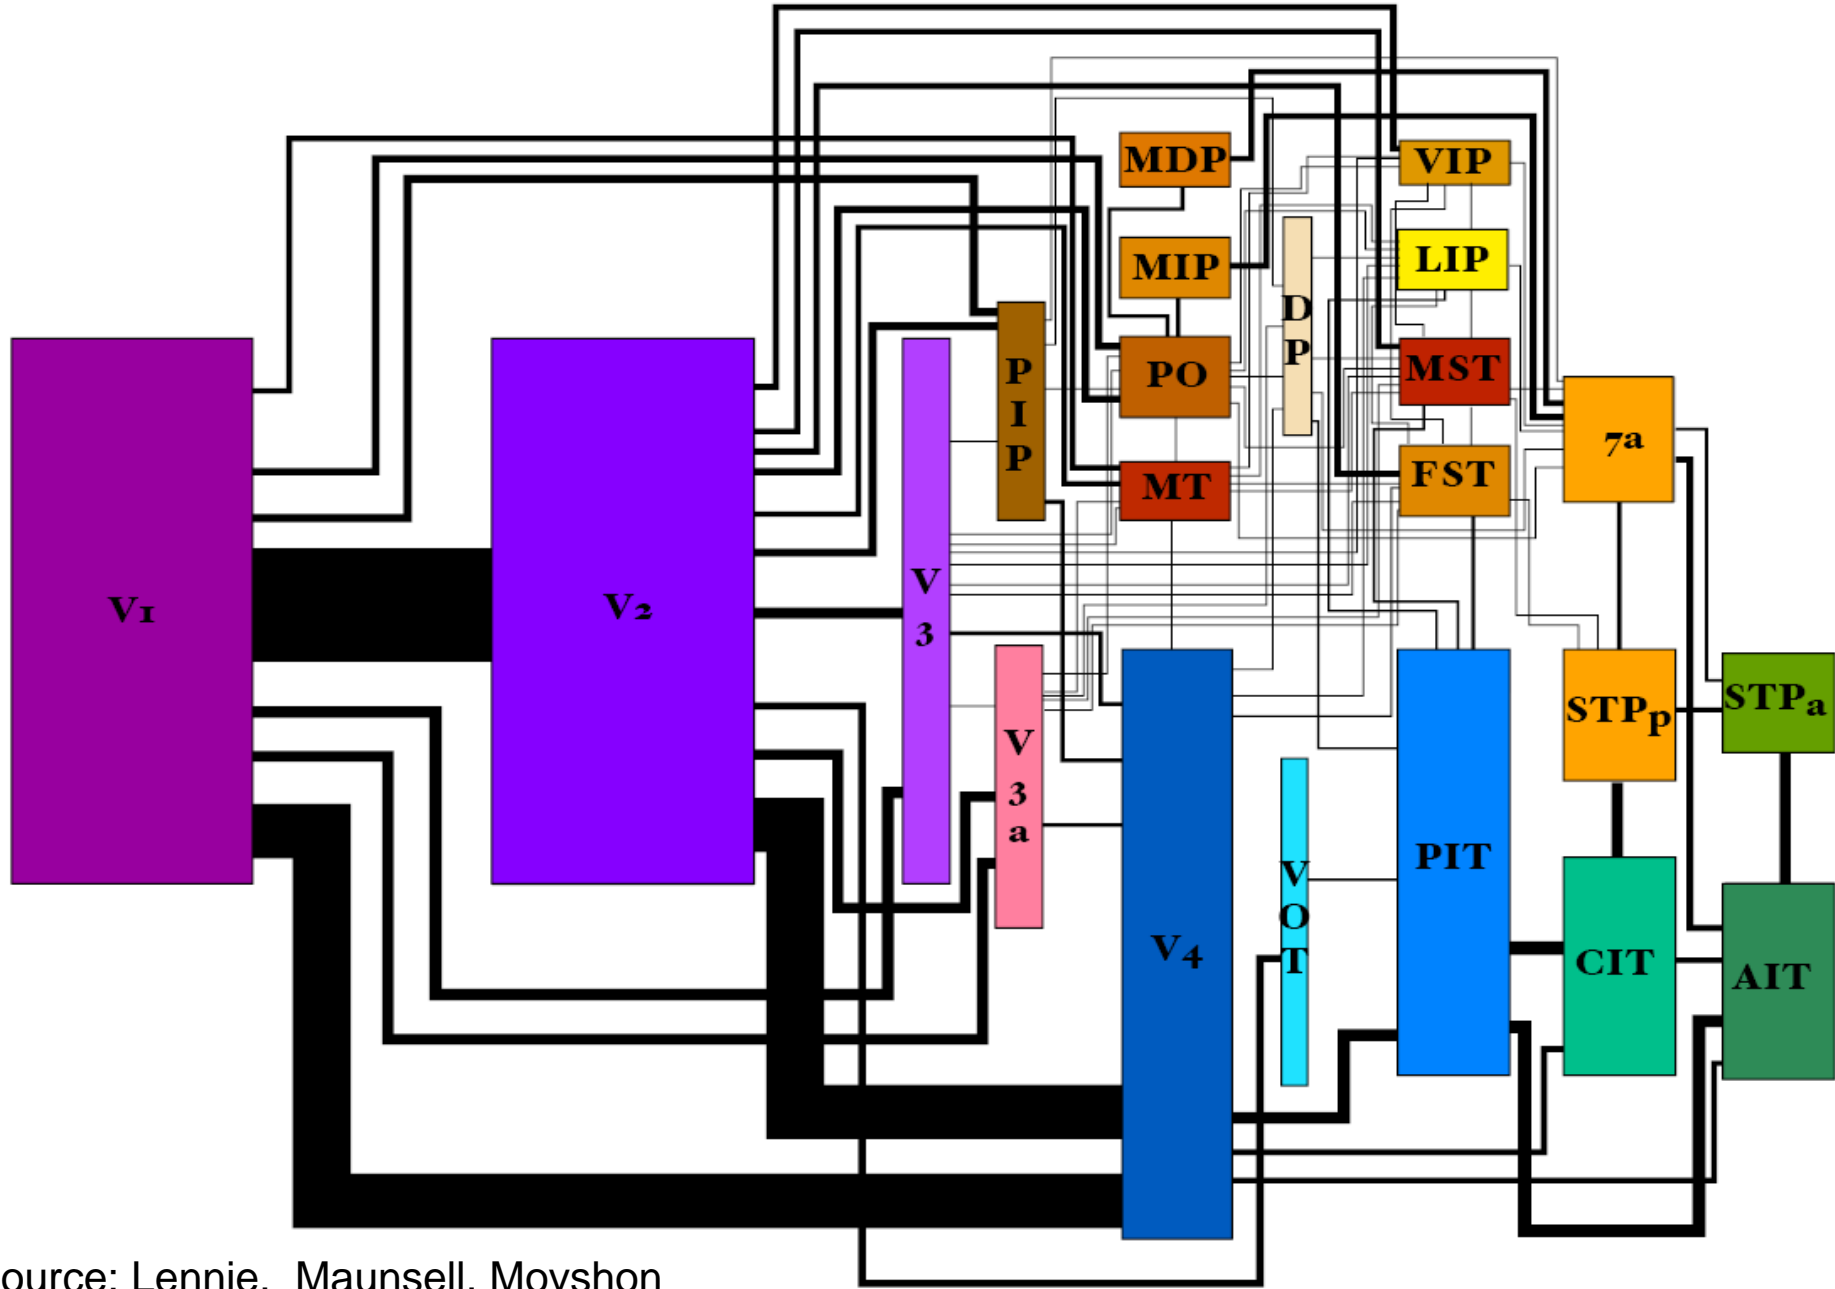 MDP
VIP
MIP
LIP
D
P
P
I
P
PO
MST
7a
MT
FST
V1
V2
V
3
V
3
a
V4
V
O
T
PIT
STPp
STPa
CIT
AIT
ource: Lennie, Maunsell, Movshon